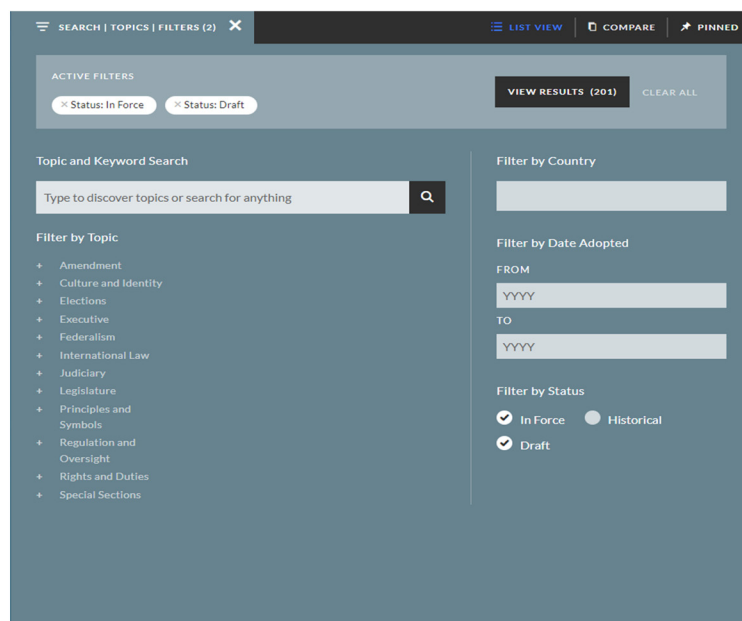 SEARCH | TOPICS | FILTERS (2) ✕
LIST VIEW
COMPARE
PINNED
ACTIVE FILTERS
× Status: In Force
× Status: Draft
VIEW RESULTS (201)
CLEAR ALL
Topic and Keyword Search
Type to discover topics or search for anything
Filter by Topic
+ Amendment
+ Culture and Identity
+ Elections
+ Executive
+ Federalism
+ International Law
+ Judiciary
+ Legislature
+ Principles and
Symbols
+ Regulation and
Oversight
+ Rights and Duties
+ Special Sections
Filter by Country
Filter by Date Adopted
FROM
YYYY
TO
YYYY
Filter by Status
In Force
Historical
Draft